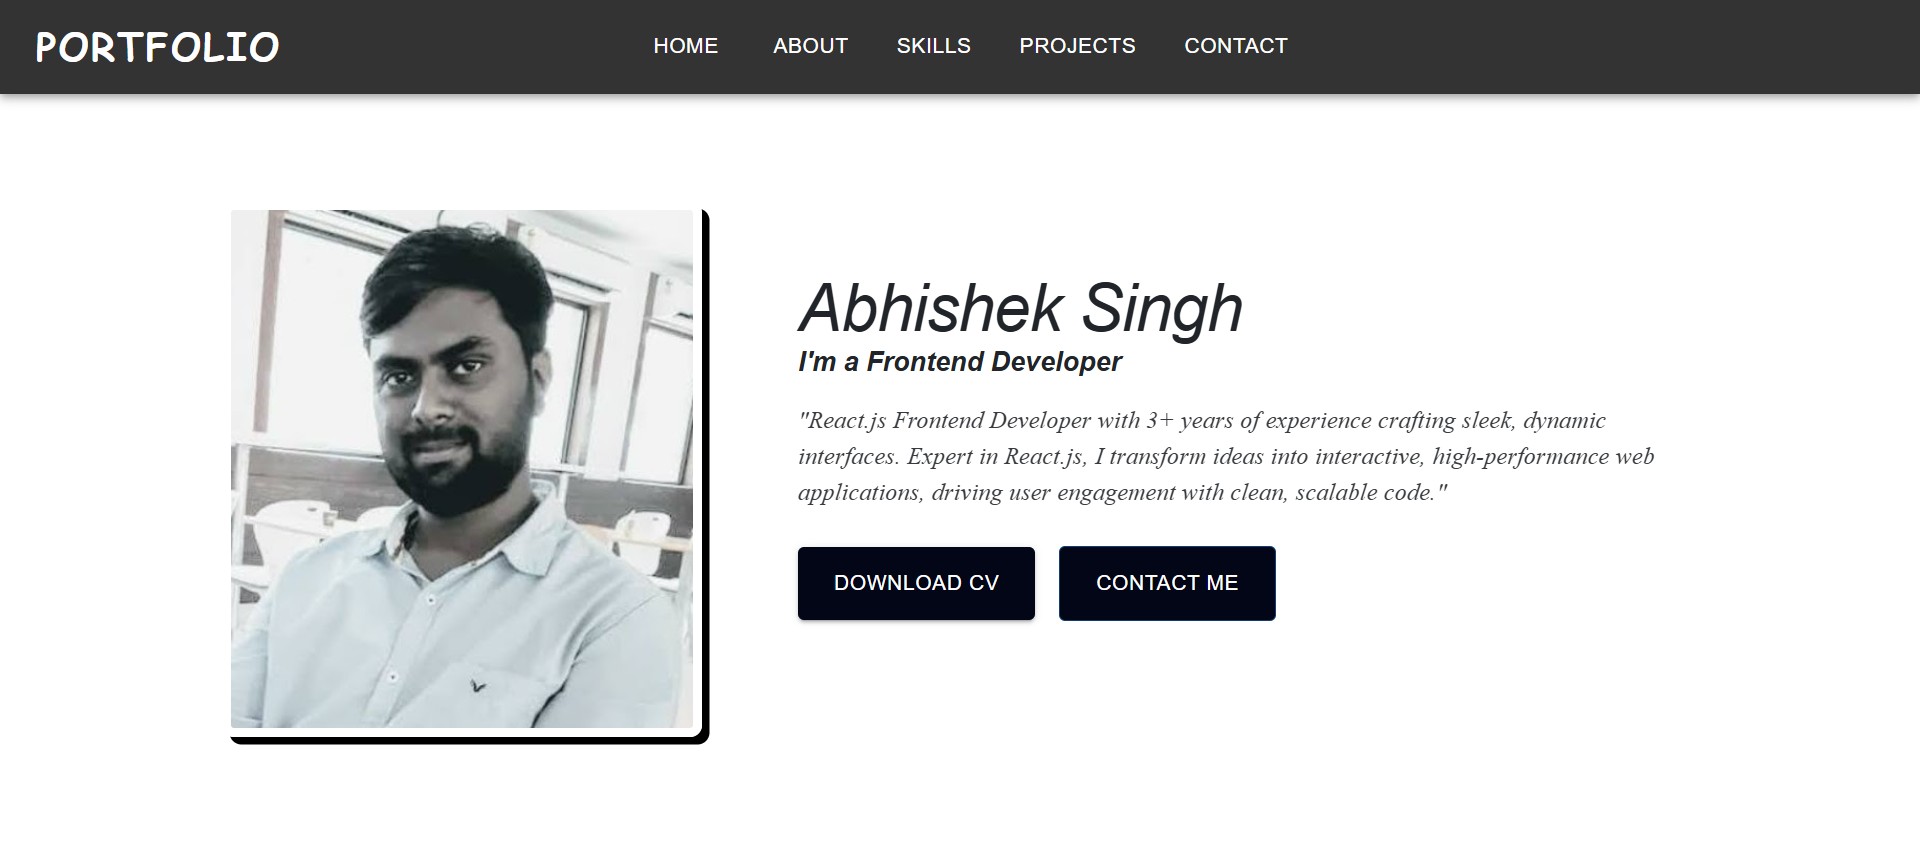 PORTFOLIO
HOME ABOUT SKILLS PROJECTS CONTACT
Abhishek Singh
I'm a Frontend Developer
"React.js Frontend Developer with 3+ years of experience crafting sleek, dynamic
interfaces. Expert in React.js, I transform ideas into interactive, high-performance web
applications, driving user engagement with clean, scalable code."
DOWNLOAD CV CONTACT ME